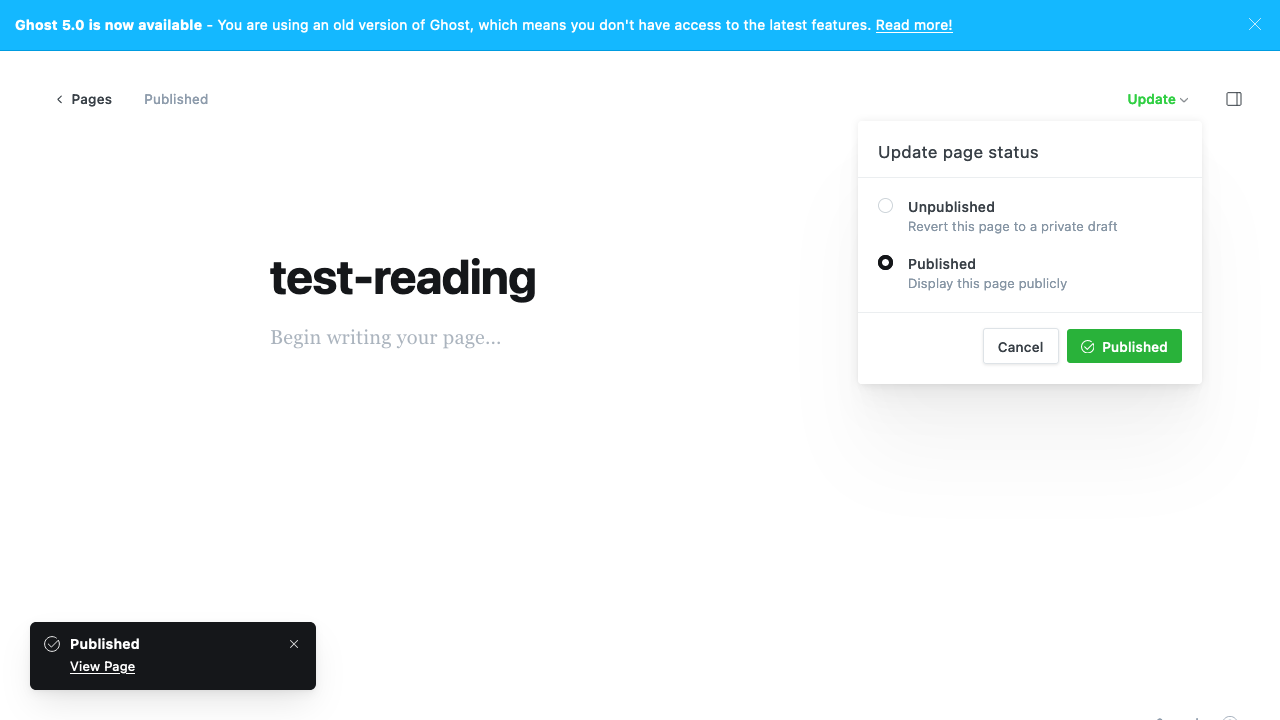 Ghost 5.0 is now available - You are using an old version of Ghost, which means you don't have access to the latest features. Read more!
Pages
Published
Update
Update page status
Unpublished
Revert this page to a private draft
Published
Display this page publicly
Cancel
Published
test-reading
Begin writing your page...
Published
View Page